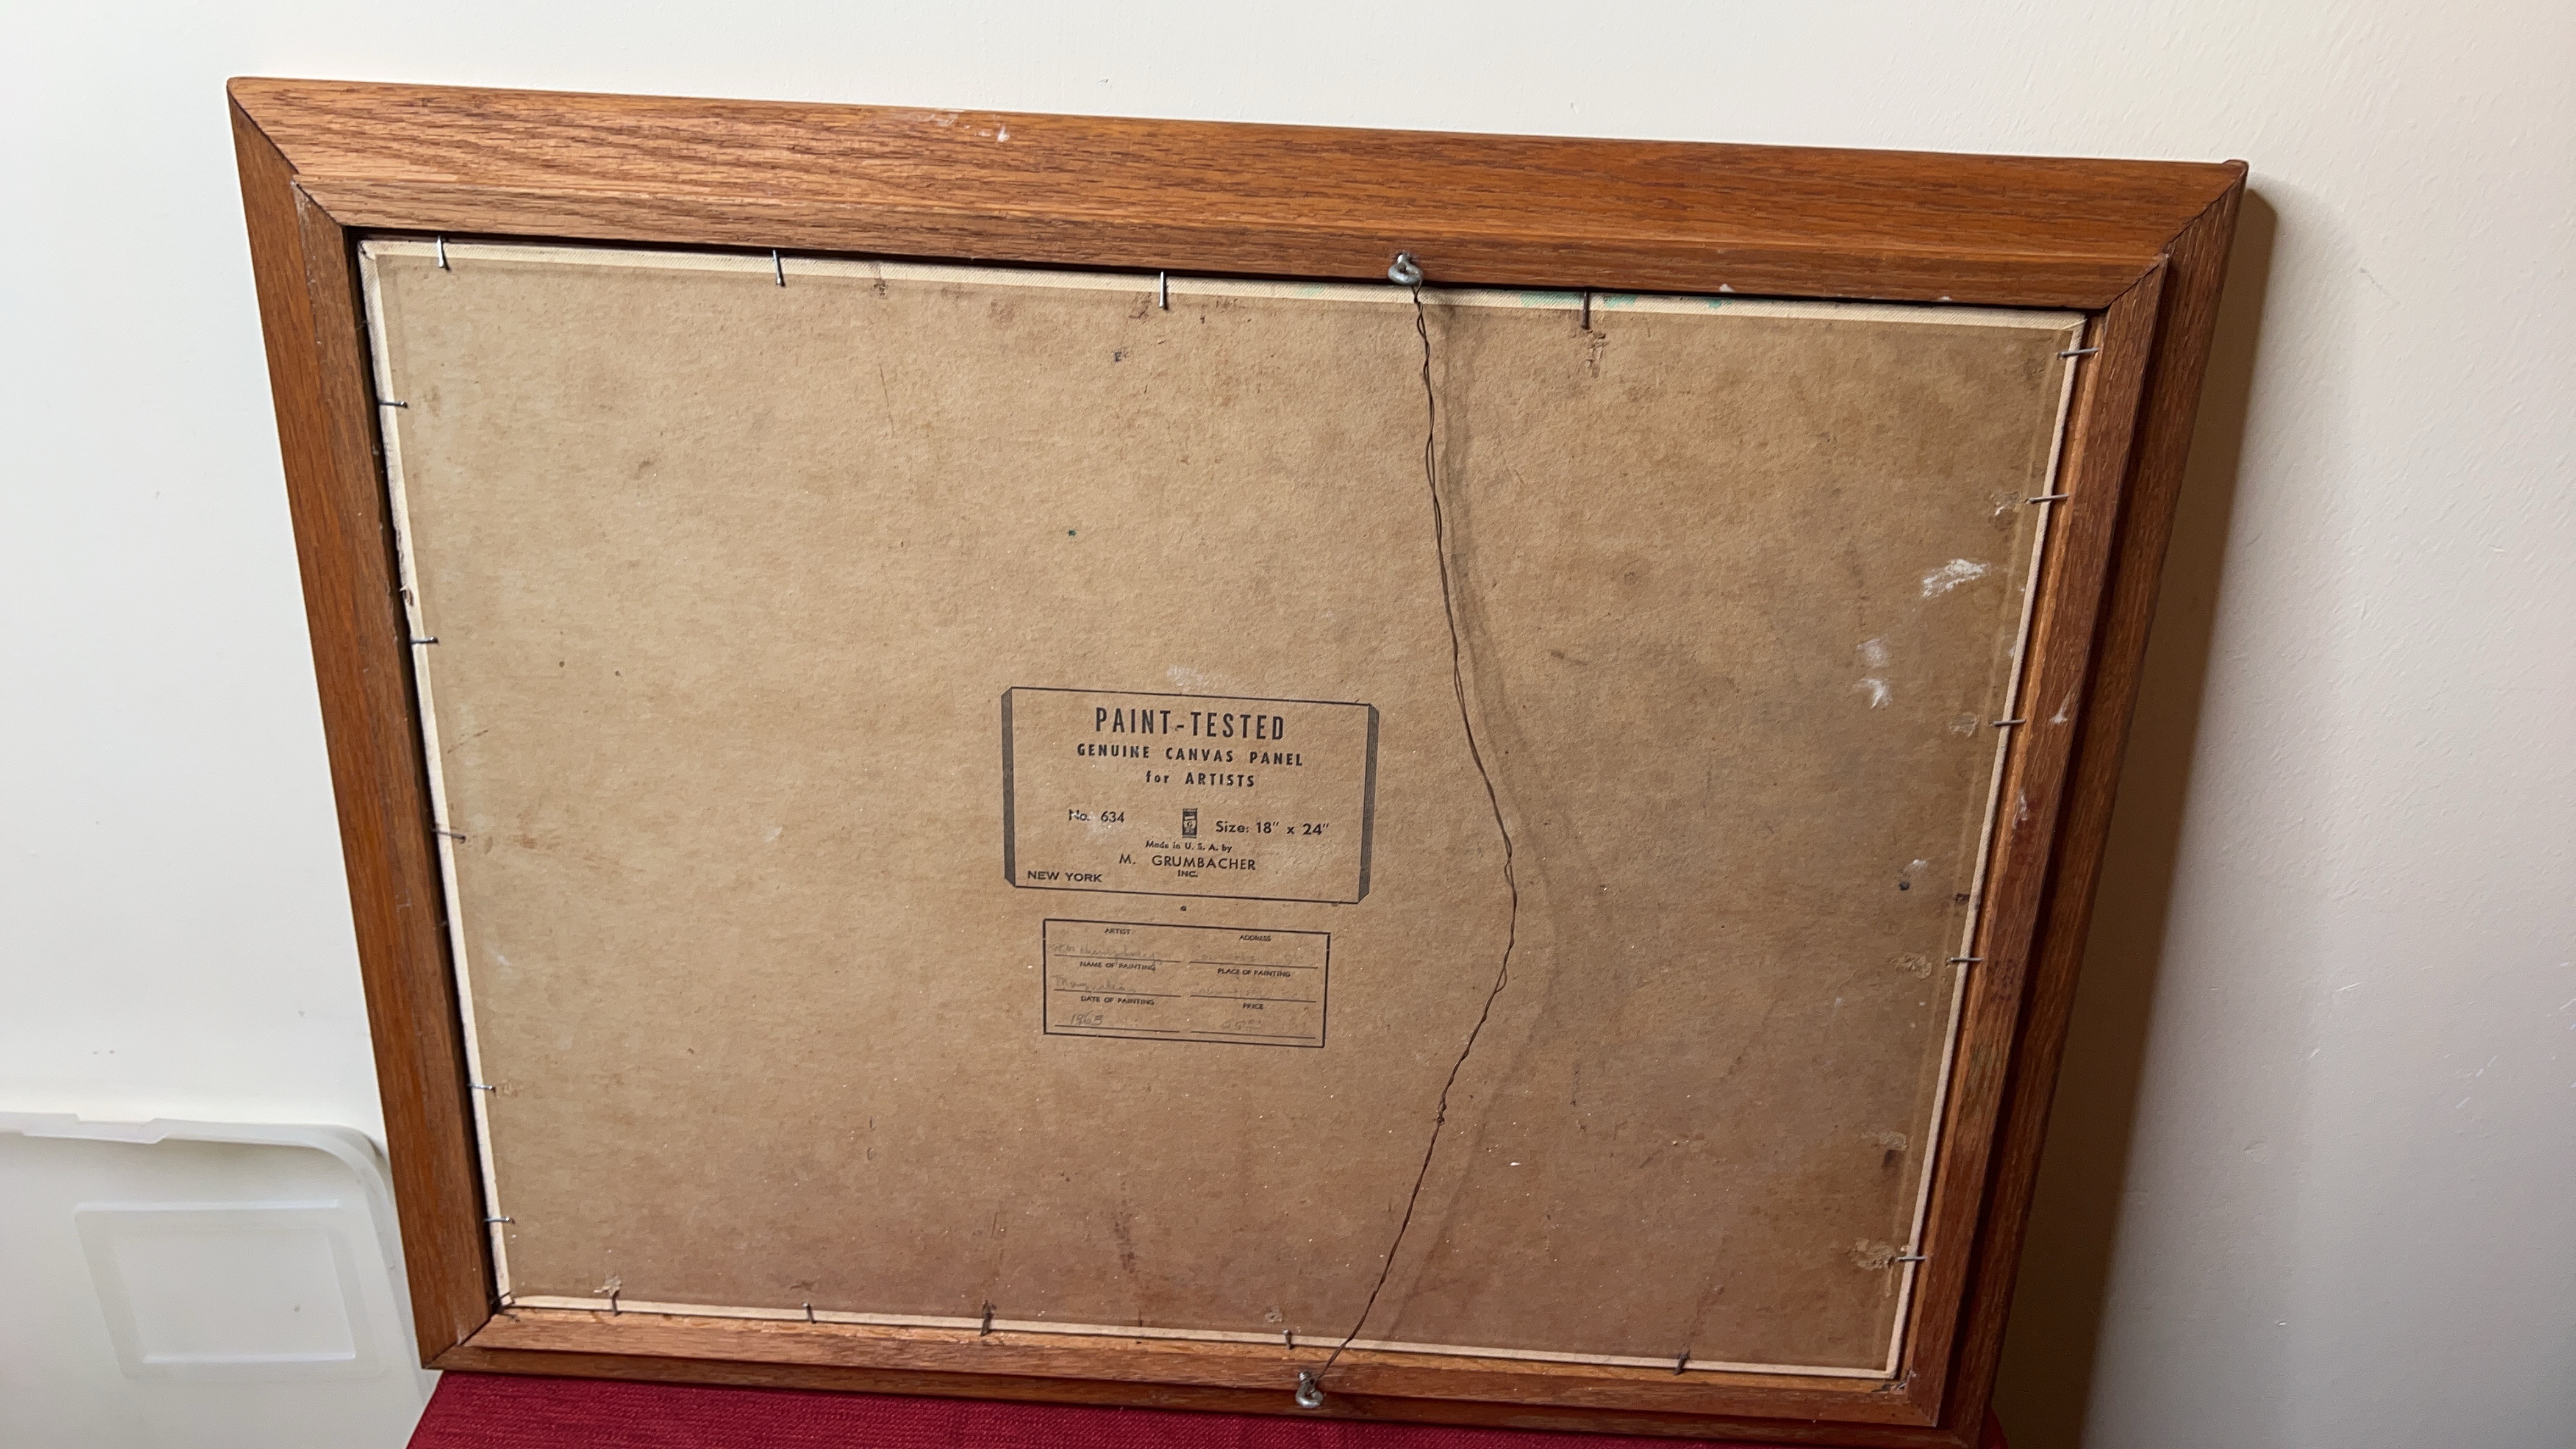 PAINT-TESTED
GENUINE CANVAS PANEL
for ARTISTS
No. 634 Size: 18" x 24"
Made in U. S. A. by
M. GRUMBACHER
INC.
NEW YORK
ARTIST ADDRESS
NAME OF PAINTING PLACE OF PAINTING
DATE OF PAINTING PRICE
1963